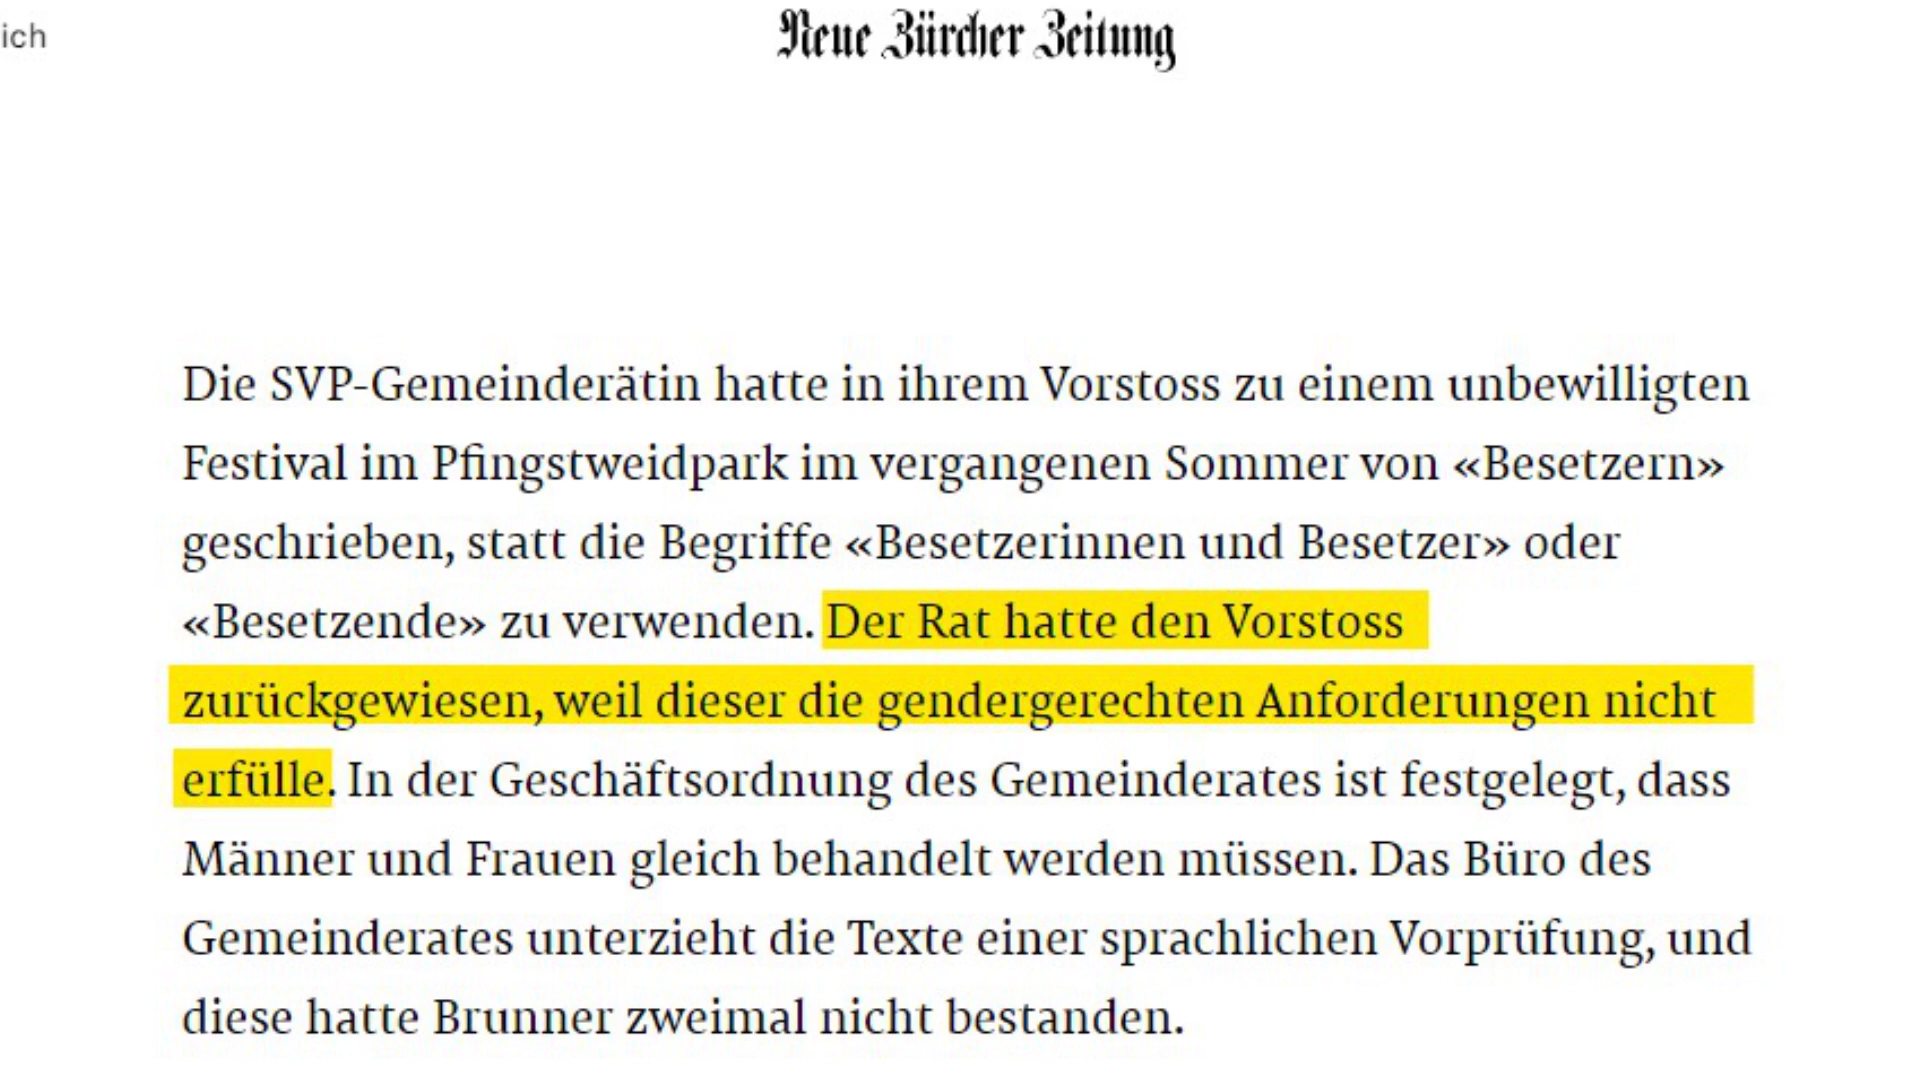 ich
Neue Zürcher Zeitung
Die SVP-Gemeinderätin hatte in ihrem Vorstoss zu einem unbewilligten
Festival im Pfingstweidpark im vergangenen Sommer von «Besetzern»
geschrieben, statt die Begriffe «Besetzerinnen und Besetzer» oder
«Besetzende» zu verwenden. Der Rat hatte den Vorstoss
zurückgewiesen, weil dieser die gendergerechten Anforderungen nicht
erfülle. In der Geschäftsordnung des Gemeinderates ist festgelegt, dass
Männer und Frauen gleich behandelt werden müssen. Das Büro des
Gemeinderates unterzieht die Texte einer sprachlichen Vorprüfung, und
diese hatte Brunner zweimal nicht bestanden.